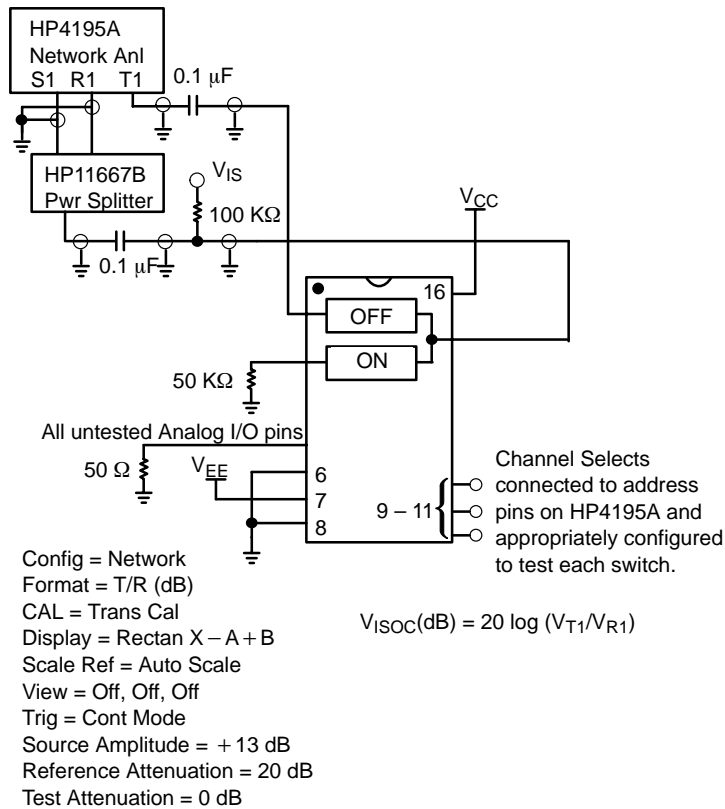 HP4195A
Network Anl
S1 R1 T1
0.1 μF
HP11667B
Pwr Splitter
VIS
100 KΩ
VCC
0.1 μF
16
OFF
ON
50 KΩ
All untested Analog I/O pins
50 Ω
VEE
6
7
8
9 – 11
Channel Selects
connected to address
pins on HP4195A and
appropriately configured
to test each switch.
Config = Network
Format = T/R (dB)
CAL = Trans Cal
Display = Rectan X – A + B
Scale Ref = Auto Scale
View = Off, Off, Off
Trig = Cont Mode
Source Amplitude = + 13 dB
Reference Attenuation = 20 dB
Test Attenuation = 0 dB
VISOC(dB) = 20 log (VT1/VR1)